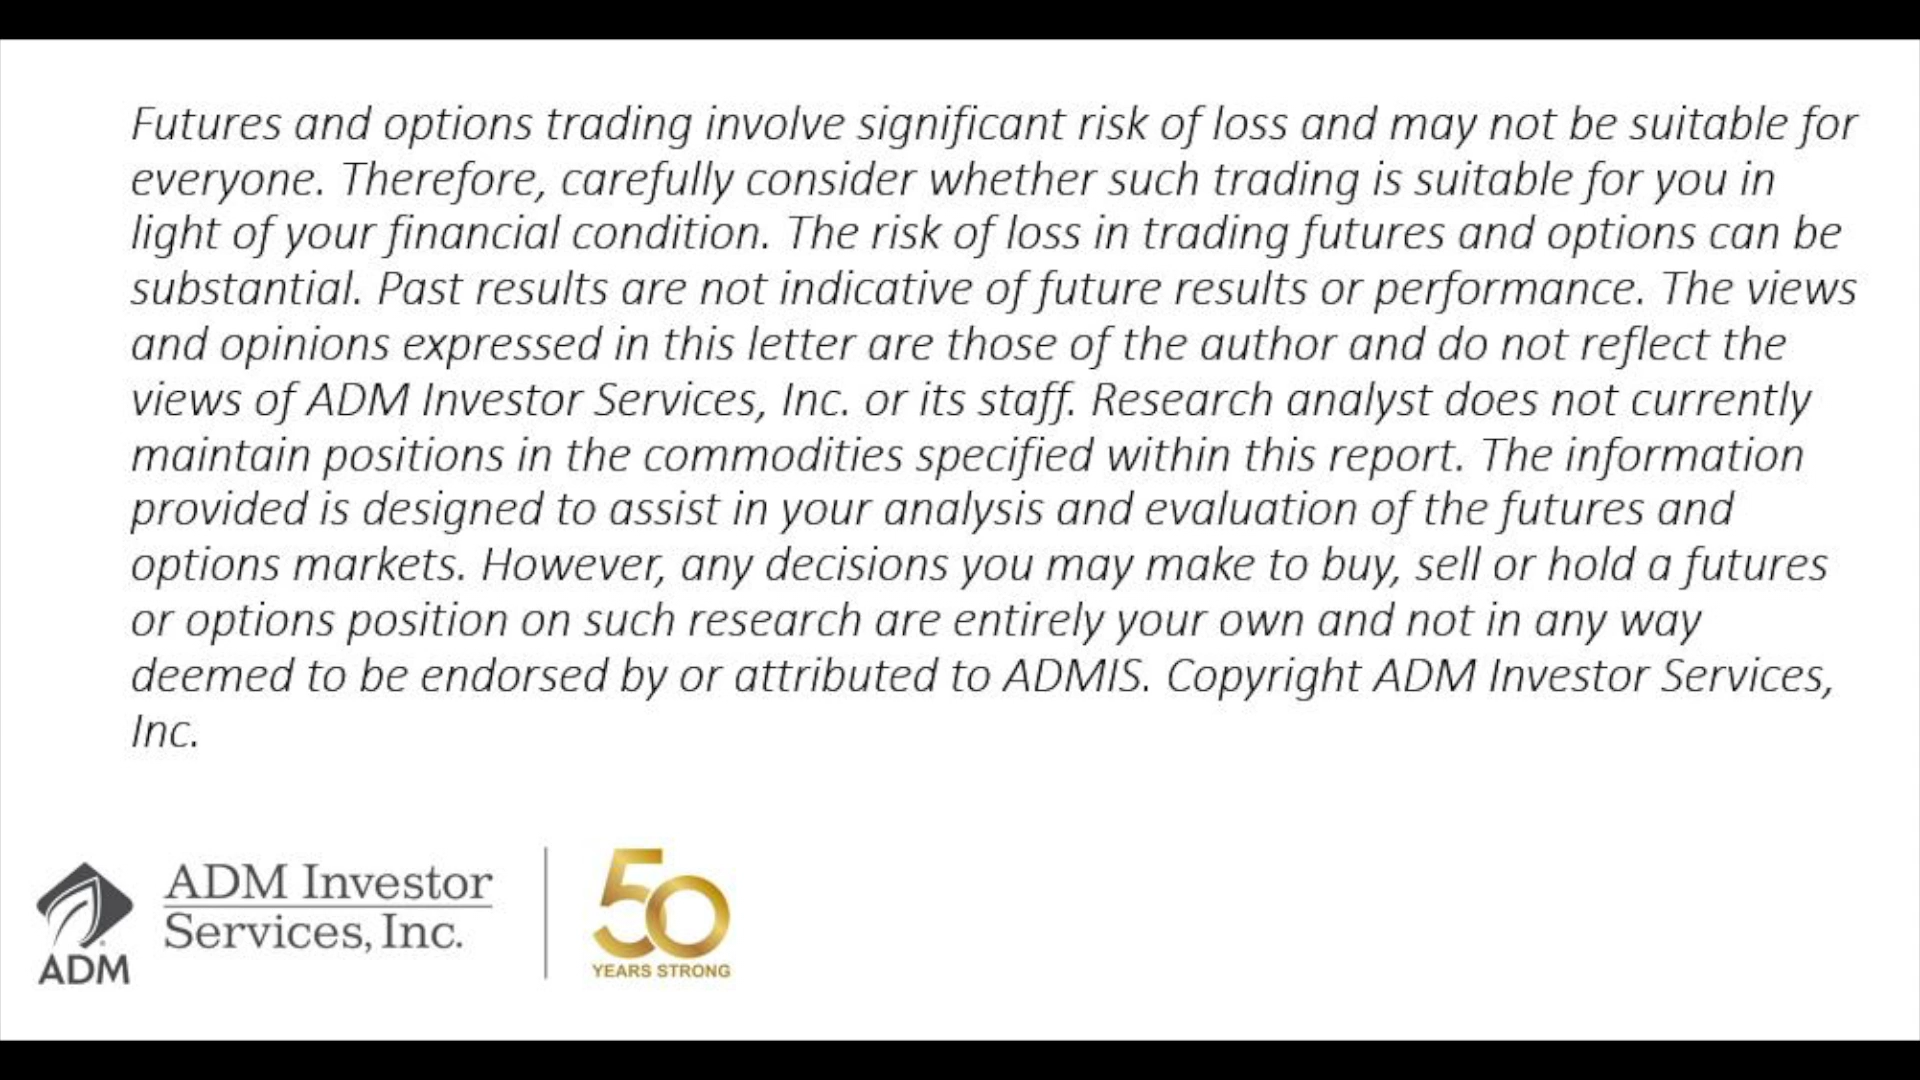 Futures and options trading involve significant risk of loss and may not be suitable for
everyone. Therefore, carefully consider whether such trading is suitable for you in
light of your financial condition. The risk of loss in trading futures and options can be
substantial. Past results are not indicative of future results or performance. The views
and opinions expressed in this letter are those of the author and do not reflect the
views of ADM Investor Services, Inc. or its staff. Research analyst does not currently
maintain positions in the commodities specified within this report. The information
provided is designed to assist in your analysis and evaluation of the futures and
options markets. However, any decisions you may make to buy, sell or hold a futures
or options position on such research are entirely your own and not in any way
deemed to be endorsed by or attributed to ADMIS. Copyright ADM Investor Services,
Inc.
ADM
ADM Investor
Services, Inc.
50
YEARS STRONG